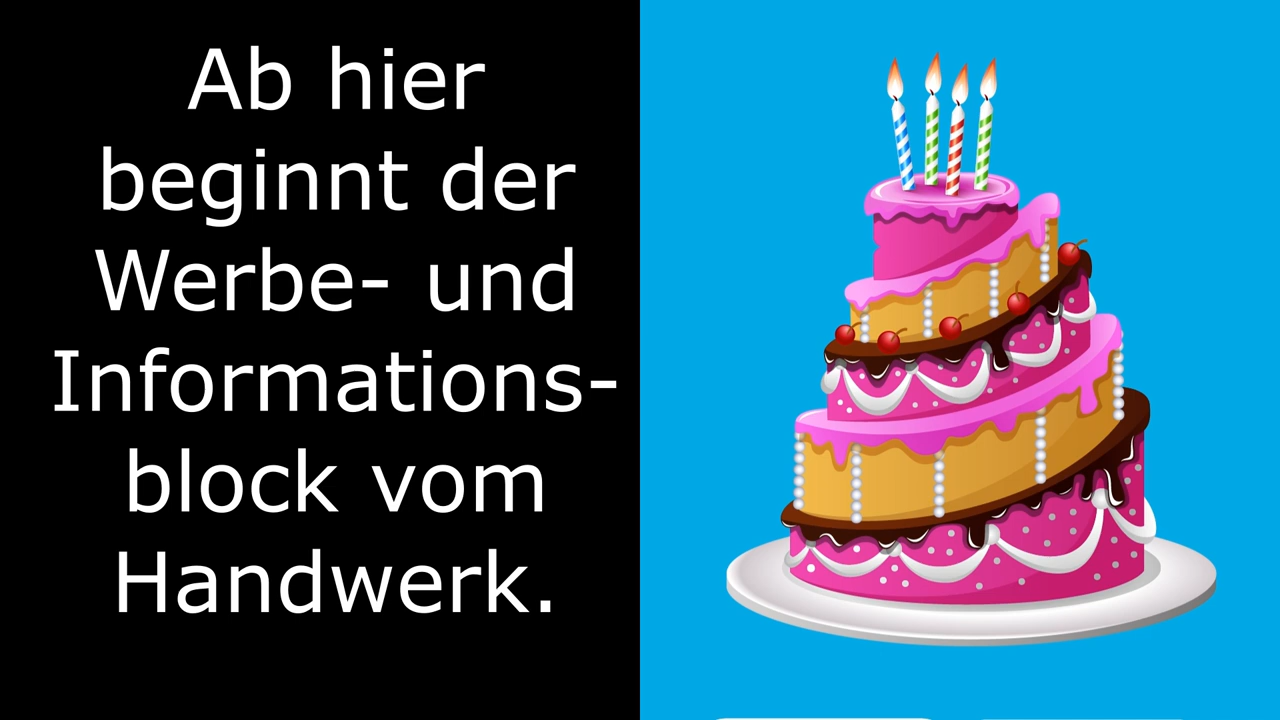 Ab hier
beginnt der
Werbe- und
Informations-
block vom
Handwerk.